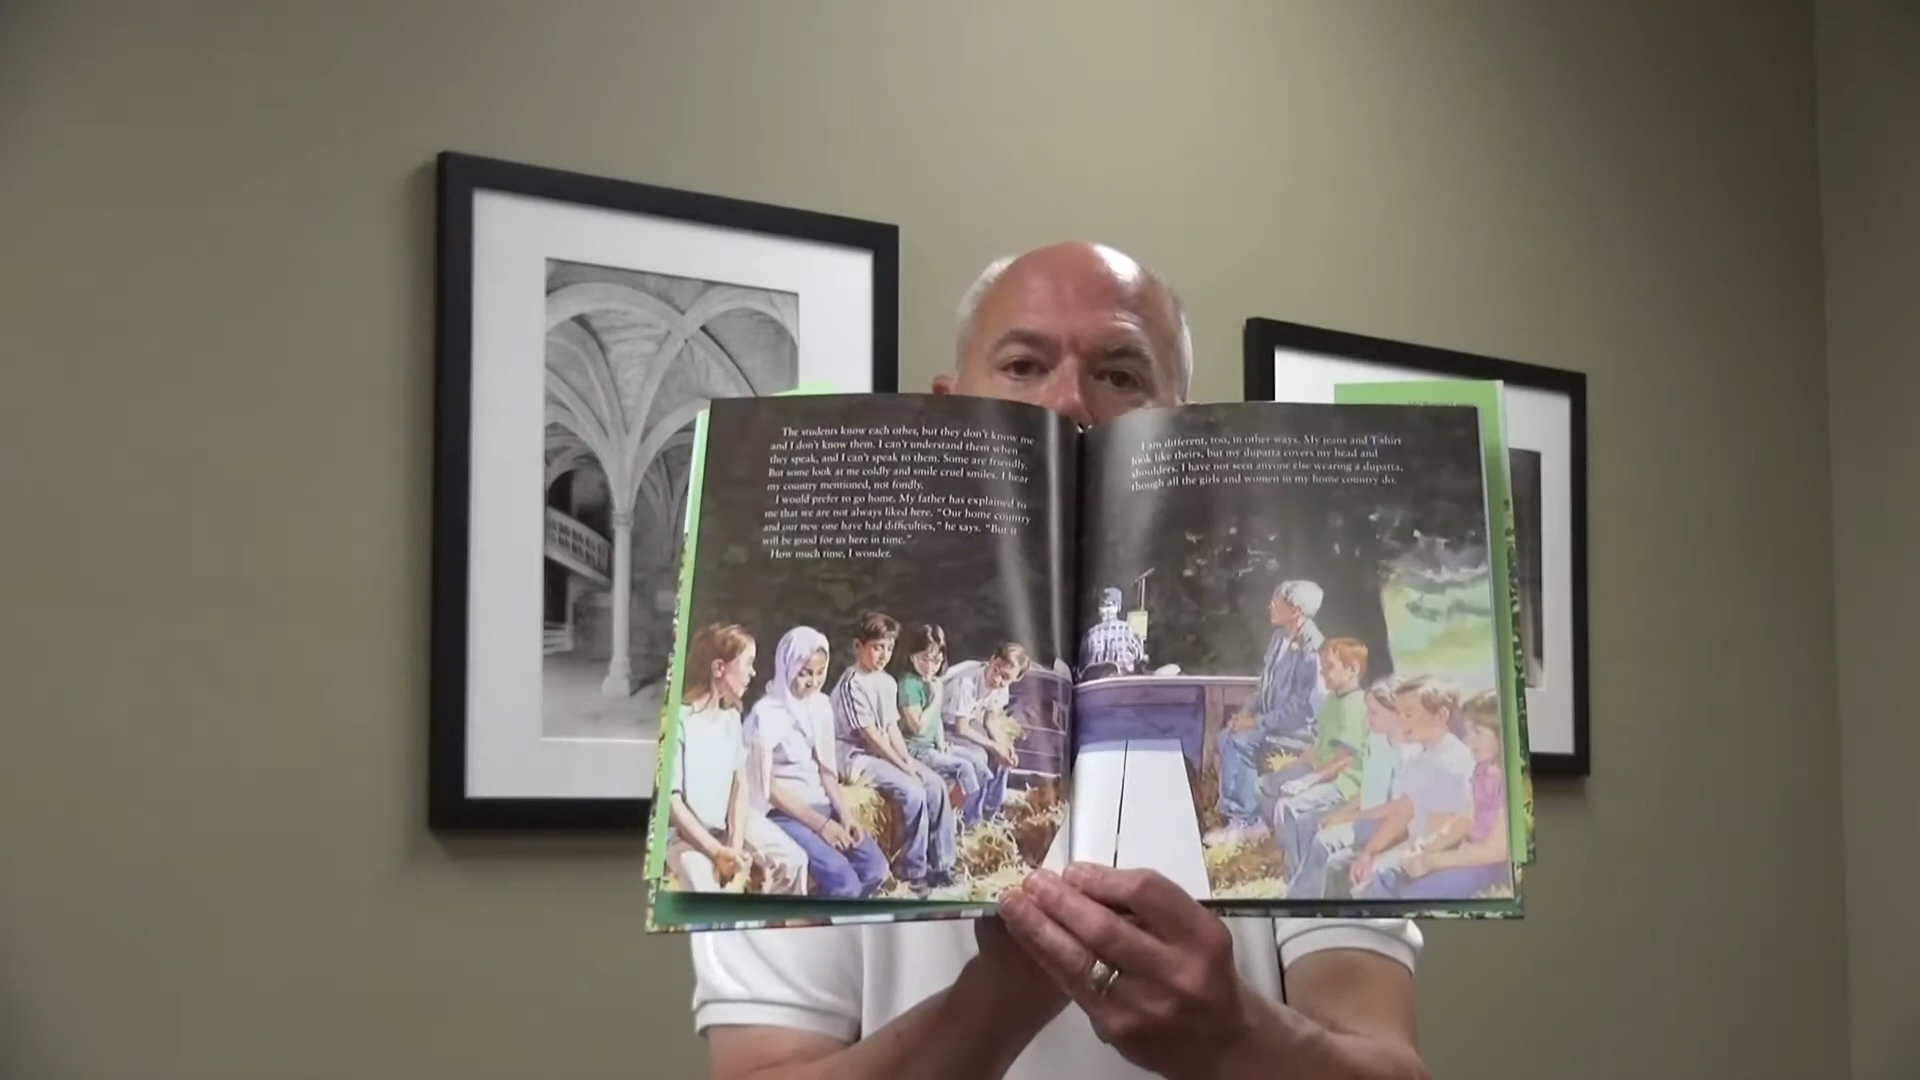 The students know each other, but they don't know me
and I don't know them. I can't understand them when
they speak, and I can't speak to them. Some are friendly.
But some look at me coldly and smile cruel smiles. I hear
my country mentioned, not fondly.
I would prefer to go home. My father has explained to
me that we are not always liked here. "Our home country
and our new one have had difficulties," he says. "But it
will be good for us here in time."
How much time, I wonder.
I am different, too, in other ways. My jeans and T-shirt
look like theirs, but my dupatta covers my head and
shoulders. I have not seen anyone else wearing a dupatta,
though all the girls and women in my home country do.